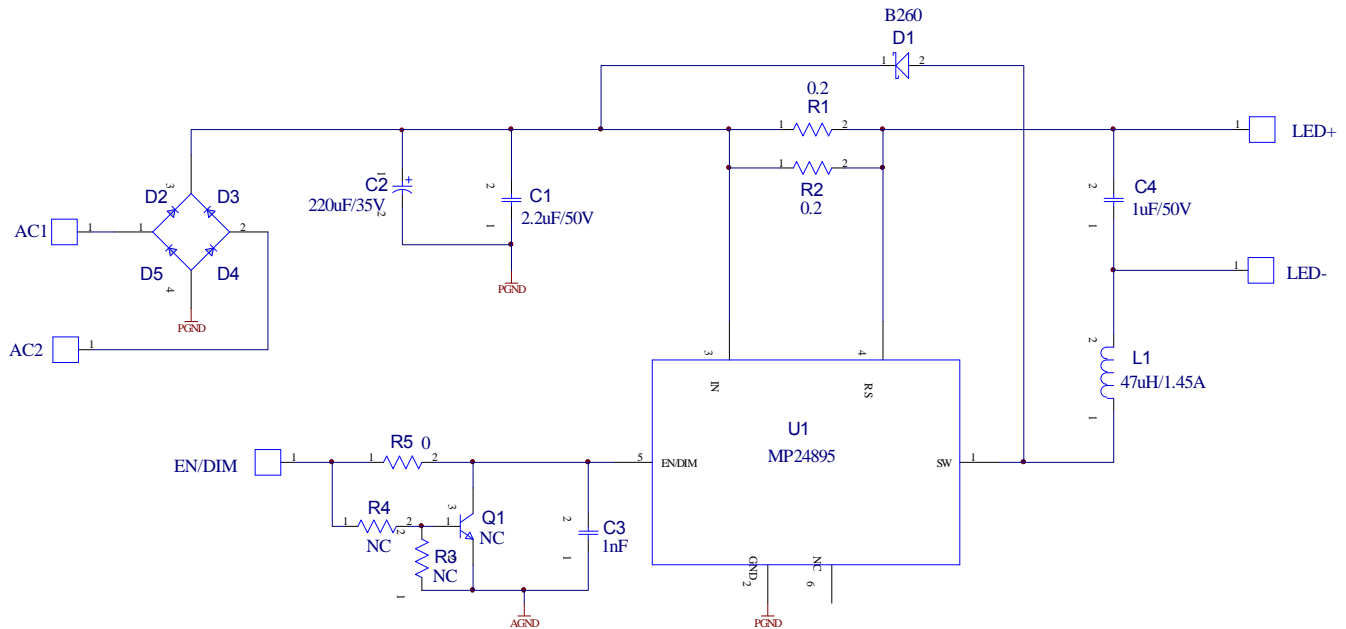 B260
D1
1 2
0.2
R1
1 2
1 LED+
1 2
R2
0.2
3
D2 D3
1
C2
220uF/35V
2
2
C1
2.2uF/50V
1
2
C4
1uF/50V
1
AC1 1 1 2
D5 D4
4
PGND
PGND
1 LED-
AC2 1
3 4
IN RS
2
L1
47uH/1.45A
1
U1
MP24895
EN/DIM 1
R5 0
1 2
5 EN/DIM
SW 1
R4
1 2
NC
2
R3
NC
1
3
1
Q1
NC
2
C3
1nF
1
AGND
GND
2
NC
6
PGND